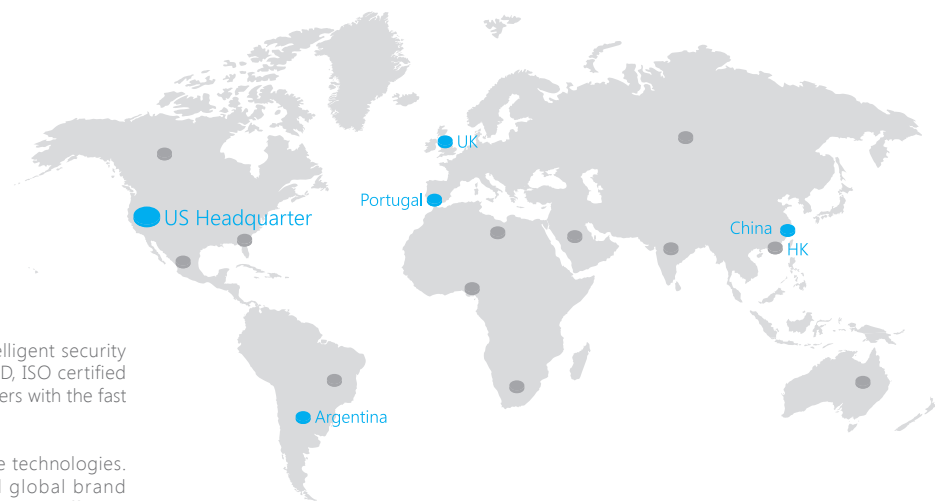 UK
Portugal
US Headquarter
China
HK
elligent security
D, ISO certified
ers with the fast
Argentina
e technologies.
global brand